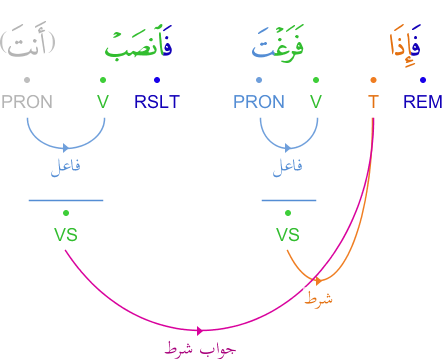 فَإِذَا فَرَغْتَ فَٱنصَبْ (أَنتَ)
REM T V PRON RSLT V PRON
فاعل فاعل
VS VS
شرط
جواب شرط